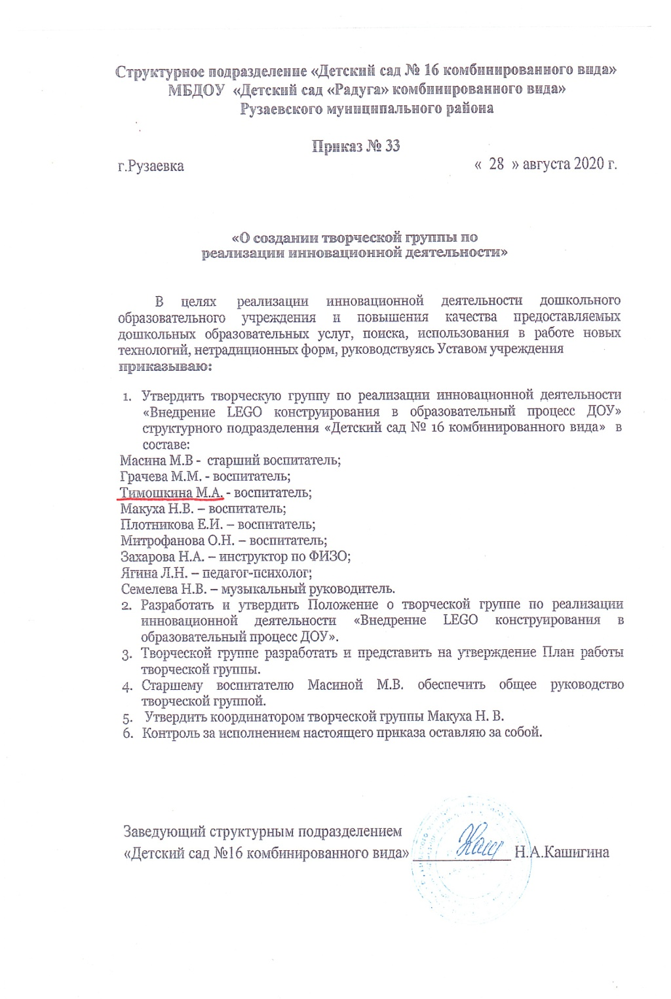 Структурное подразделение «Детский сад № 16 комбинированного вида»
МБДОУ «Детский сад «Радуга» комбинированного вида»
Рузаевского муниципального района
Приказ № 33
г.Рузаевка « 28 » августа 2020 г.
«О создании творческой группы по
реализации инновационной деятельности»
В целях реализации инновационной деятельности дошкольного
образовательного учреждения и повышения качества предоставляемых
дошкольных образовательных услуг, поиска, использования в работе новых
технологий, нетрадиционных форм, руководствуясь Уставом учреждения
приказываю:
1. Утвердить творческую группу по реализации инновационной деятельности
«Внедрение LEGO конструирования в образовательный процесс ДОУ»
структурного подразделения «Детский сад № 16 комбинированного вида» в
составе:
Масина М.В - старший воспитатель;
Грачева М.М. - воспитатель;
Тимошкина М.А. - воспитатель;
Макуха Н.В. – воспитатель;
Плотникова Е.И. – воспитатель;
Митрофанова О.Н. – воспитатель;
Захарова Н.А. – инструктор по ФИЗО;
Ягина Л.Н. – педагог-психолог;
Семелева Н.В. – музыкальный руководитель.
2. Разработать и утвердить Положение о творческой группе по реализации
инновационной деятельности «Внедрение LEGO конструирования в
образовательный процесс ДОУ».
3. Творческой группе разработать и представить на утверждение План работы
творческой группы.
4. Старшему воспитателю Масиной М.В. обеспечить общее руководство
творческой группой.
5. Утвердить координатором творческой группы Макуха Н. В.
6. Контроль за исполнением настоящего приказа оставляю за собой.
Заведующий структурным подразделением
«Детский сад №16 комбинированного вида» ____________ Н.А.Кашигина